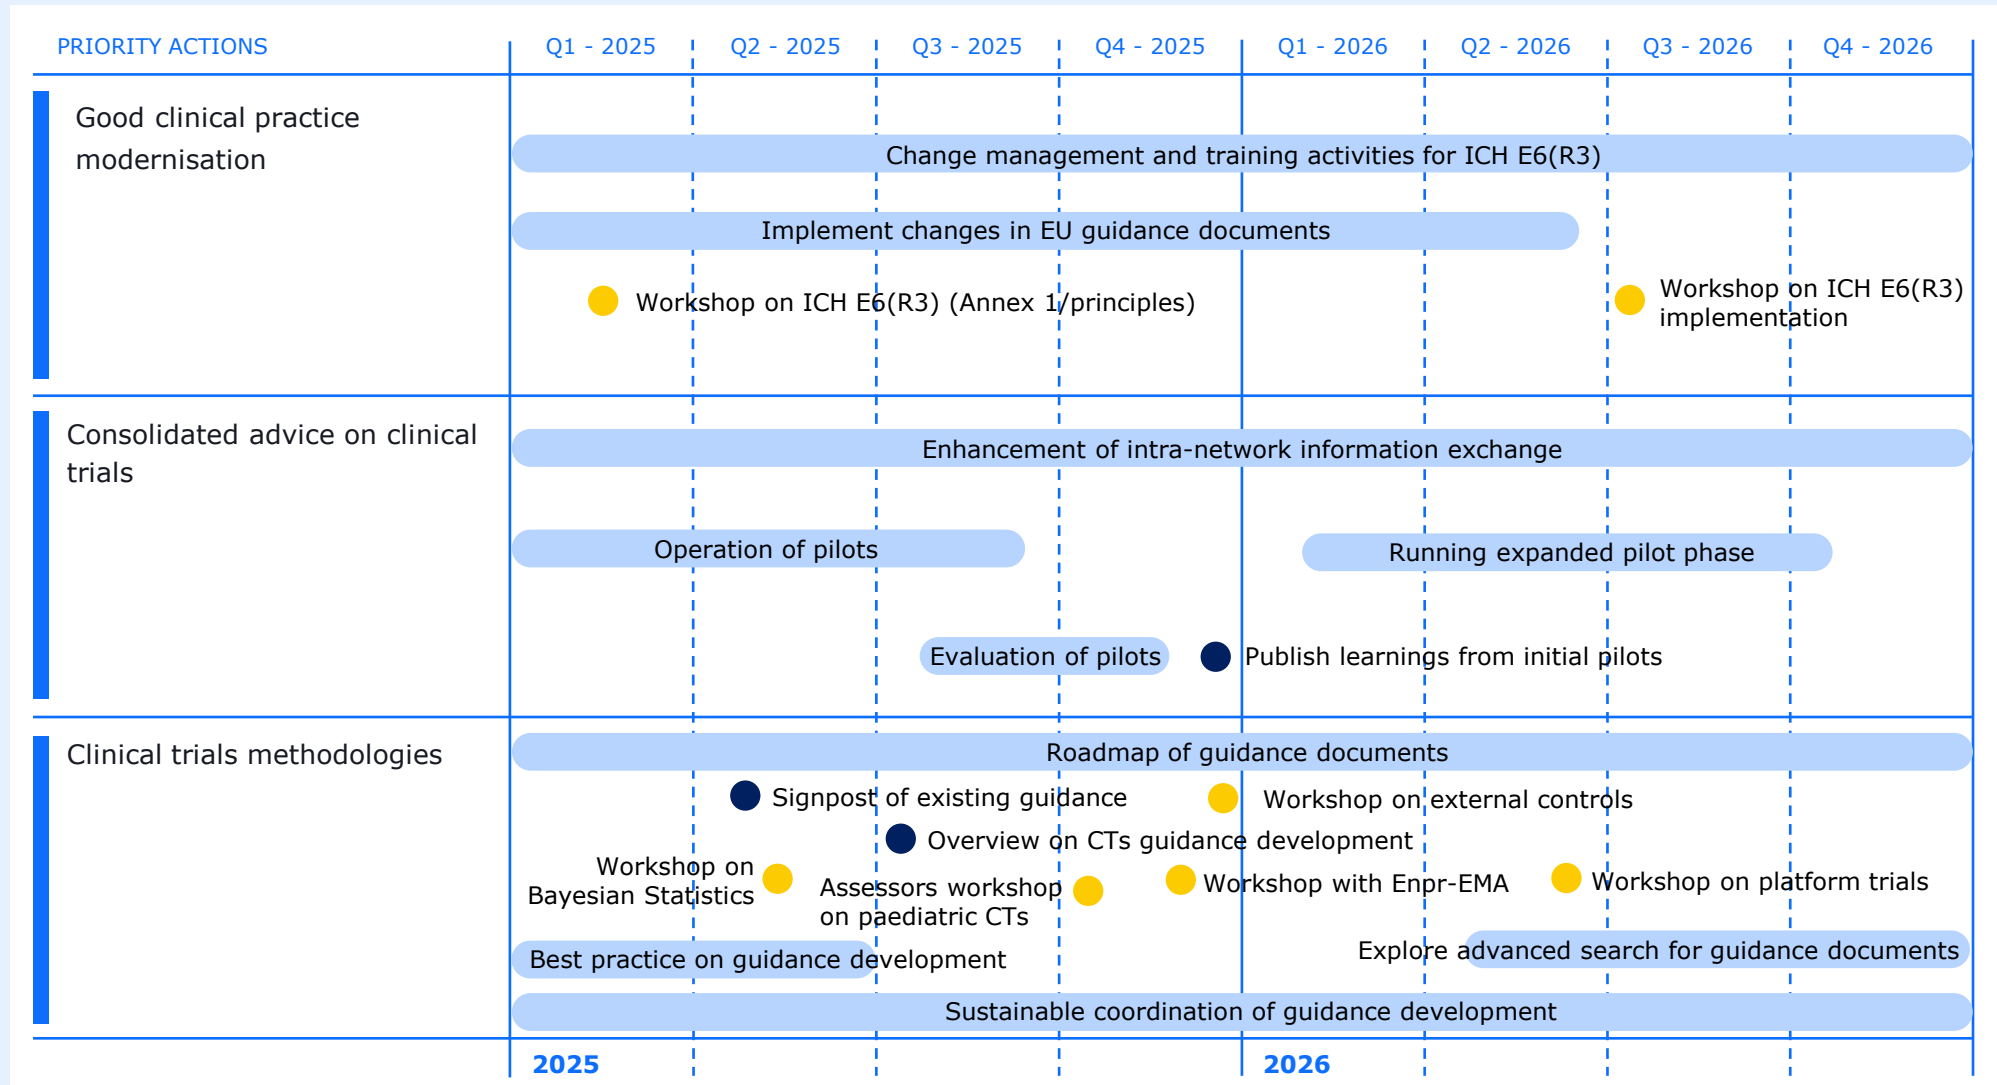 PRIORITY ACTIONS
Q1 - 2025
Q2 - 2025
Q3 - 2025
Q4 - 2025
Q1 - 2026
Q2 - 2026
Q3 - 2026
Q4 - 2026
Good clinical practice
modernisation
Change management and training activities for ICH E6(R3)
Implement changes in EU guidance documents
Workshop on ICH E6(R3) (Annex 1/principles)
Workshop on ICH E6(R3)
implementation
Consolidated advice on clinical
trials
Enhancement of intra-network information exchange
Operation of pilots
Running expanded pilot phase
Evaluation of pilots
Publish learnings from initial pilots
Clinical trials methodologies
Roadmap of guidance documents
Signpost of existing guidance
Workshop on external controls
Overview on CTs guidance development
Workshop on
Bayesian Statistics
Assessors workshop
on paediatric CTs
Workshop with Enpr-EMA
Workshop on platform trials
Best practice on guidance development
Explore advanced search for guidance documents
Sustainable coordination of guidance development
2025
2026